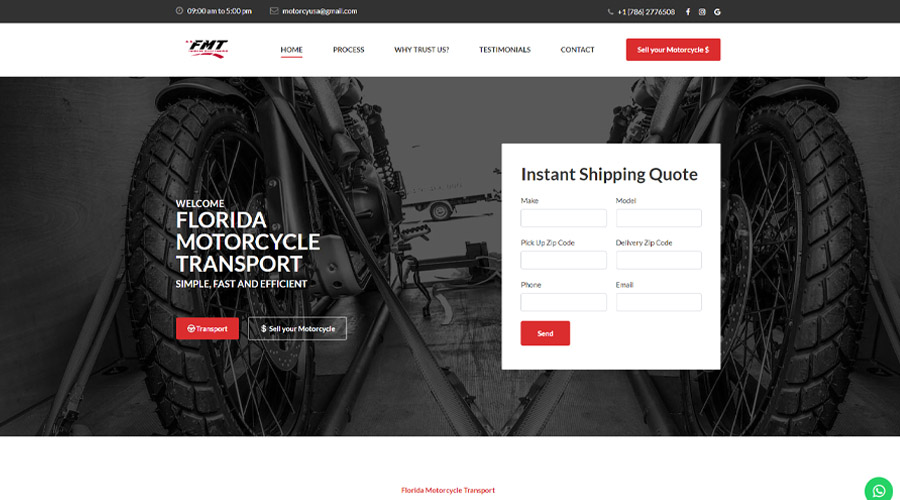 09:00 am to 5:00 pm
motorcyusa@gmail.com
+1 (786) 2776508
FMT
HOME
PROCESS
WHY TRUST US?
TESTIMONIALS
CONTACT
Sell your Motorcycle $
WELCOME
FLORIDA
MOTORCYCLE
TRANSPORT
SIMPLE, FAST AND EFFICIENT
Transport
$ Sell your Motorcycle
Instant Shipping Quote
Make
Model
Pick Up Zip Code
Delivery Zip Code
Phone
Email
Send
Florida Motorcycle Transport